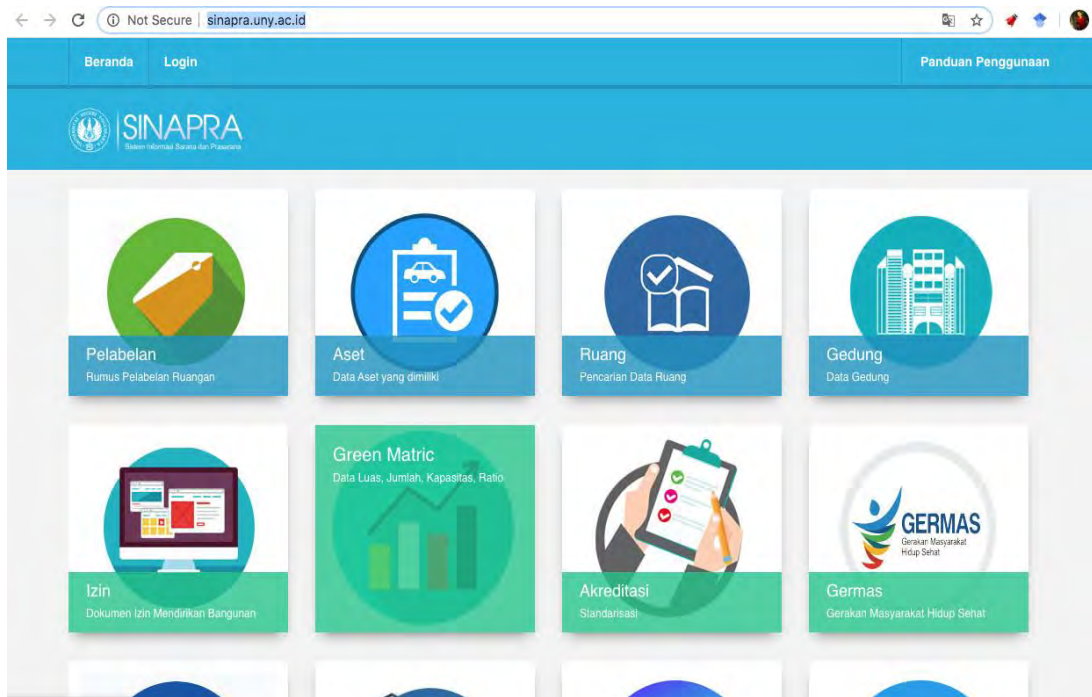 Not Secure | sinapra.uny.ac.id
Beranda Login Panduan Penggunaan
SINAPRA
Sistem Informasi Sarana dan Prasarana
Pelabelan
Rumus Pelabelan Ruangan
Aset
Data Aset yang dimiliki
Ruang
Pencarian Data Ruang
Gedung
Data Gedung
Izin
Dokumen Izin Mendirikan Bangunan
Green Matric
Data Luas, Jumlah, Kapasitas, Ratio
Akreditasi
Standarisasi
GERMAS
Gerakan Masyarakat
Hidup Sehat
Germas
Gerakan Masyarakat Hidup Sehat